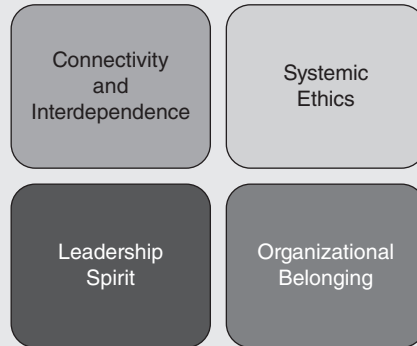 Connectivity
and
Interdependence
Systemic
Ethics
Leadership
Spirit
Organizational
Belonging